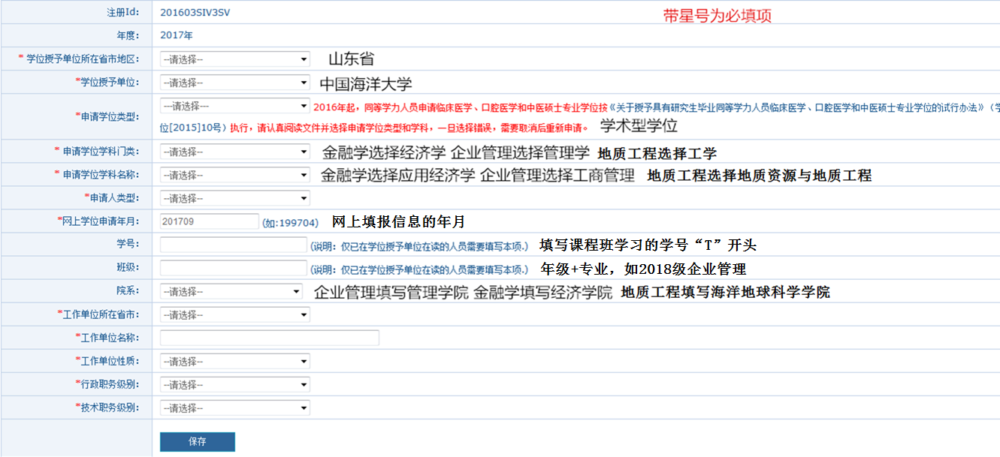 注册Id: 201603SIV3SV 带星号为必填项
年度: 2017年
* 学位授予单位所在省市地区: --请选择-- 山东省
*学位授予单位: --请选择-- 中国海洋大学
*申请学位类型: --请选择-- 2016年起，同等学力人员申请临床医学、口腔医学和中医硕士专业学位按《关于授予具有研究生毕业同等学力人员临床医学、口腔医学和中医硕士专业学位的试行办法》（学
位[2015]10号）执行，请认真阅读文件并选择申请学位类型和学科，一旦选择错误，需要取消后重新申请。 学术型学位
* 申请学位学科门类: --请选择-- 金融学选择经济学 企业管理选择管理学 地质工程选择工学
* 申请学位学科名称: --请选择-- 金融学选择应用经济学 企业管理选择工商管理 地质工程选择地质资源与地质工程
*申请人类型: --请选择--
*网上学位申请年月: 201709 (如:199704) 网上填报信息的年月
学号: (说明：仅已在学位授予单位在读的人员需要填写本项.) 填写课程班学习的学号“T”开头
班级: (说明：仅已在学位授予单位在读的人员需要填写本项.) 年级+专业，如2018级企业管理
院系: --请选择-- 企业管理填写管理学院 金融学填写经济学院 地质工程填写海洋地球科学学院
*工作单位所在省市: --请选择--
*工作单位名称:
*工作单位性质: --请选择--
*行政职务级别: --请选择--
*技术职务级别: --请选择--
保存